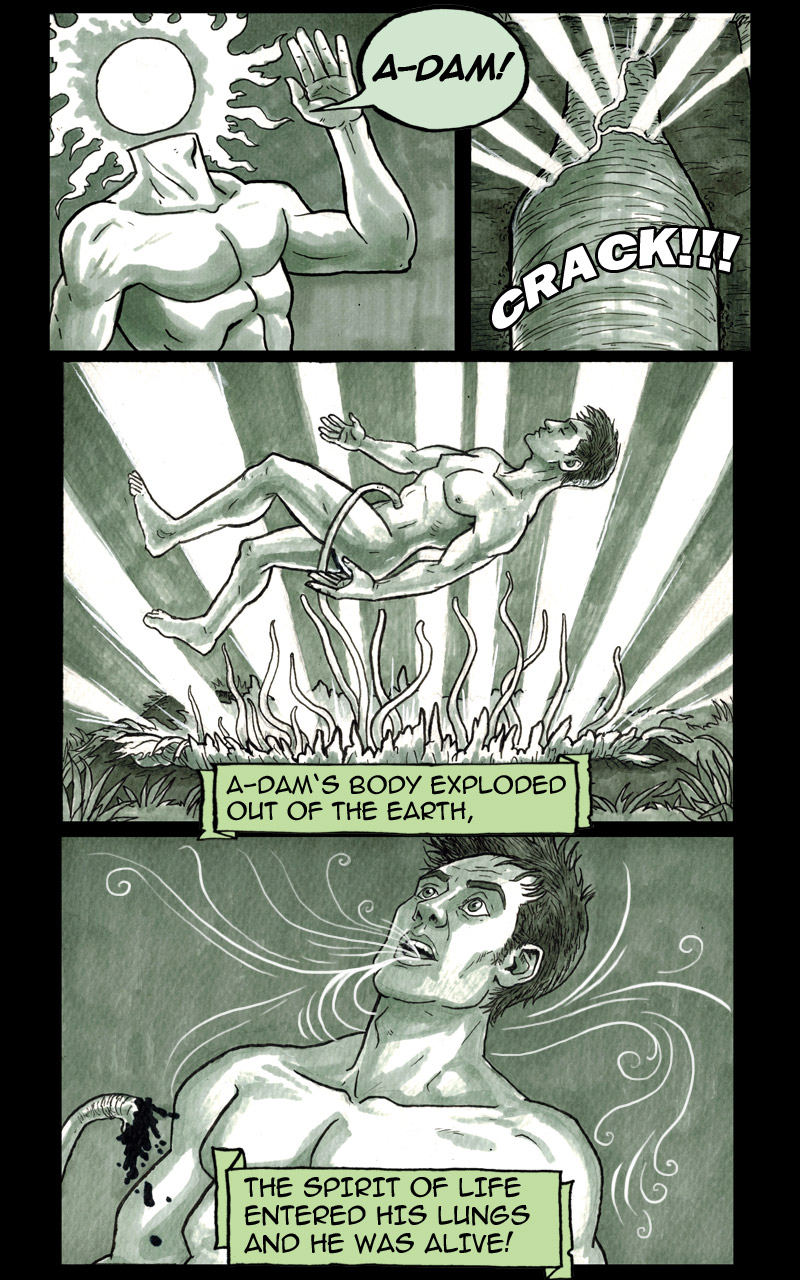 A-DAM!
CRACK!!!
A-DAM'S BODY EXPLODED
OUT OF THE EARTH,
THE SPIRIT OF LIFE
ENTERED HIS LUNGS
AND HE WAS ALIVE!